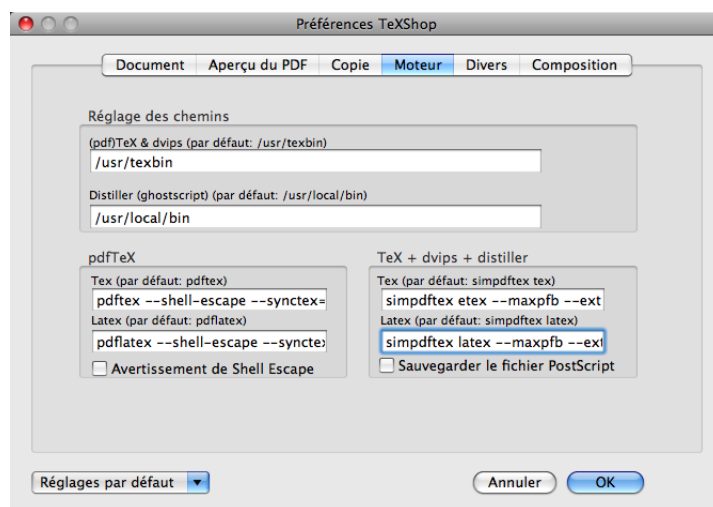 Préférences TeXShop
Document Aperçu du PDF Copie Moteur Divers Composition
Réglage des chemins
(pdf)TeX & dvips (par défaut: /usr/texbin)
/usr/texbin
Distiller (ghostscript) (par défaut: /usr/local/bin)
/usr/local/bin
pdfTeX
Tex (par défaut: pdftex)
pdftex --shell-escape --synctex=
Latex (par défaut: pdflatex)
pdflatex --shell-escape --synctex
Avertissement de Shell Escape
TeX + dvips + distiller
Tex (par défaut: simpdftex tex)
simpdftex etex --maxpfb --ext
Latex (par défaut: simpdftex latex)
simpdftex latex --maxpfb --ext
Sauvegarder le fichier PostScript
Réglages par défaut
Annuler OK